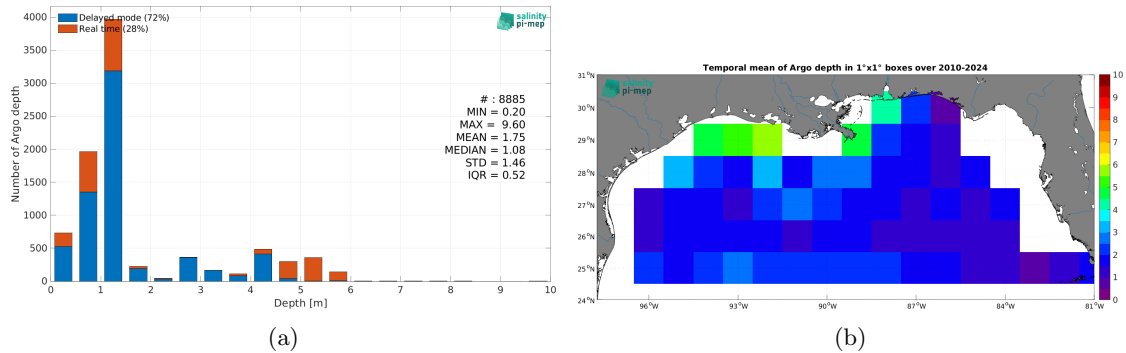 Delayed mode (72%)
Real time (28%)
salinity
pi-mep
Number of Argo depth
4000
3500
3000
2500
2000
1500
1000
500
0
# : 8885
MIN = 0.20
MAX = 9.60
MEAN = 1.75
MEDIAN = 1.08
STD = 1.46
IQR = 0.52
0 1 2 3 4 5 6 7 8 9 10
Depth [m]
(a)
Temporal mean of Argo depth in 1°x1° boxes over 2010-2024
salinity
pi-mep
31°N
30°N
29°N
28°N
27°N
26°N
25°N
24°N
96°W 93°W 90°W 87°W 84°W 81°W
10
9
8
7
6
5
4
3
2
1
0
(b)